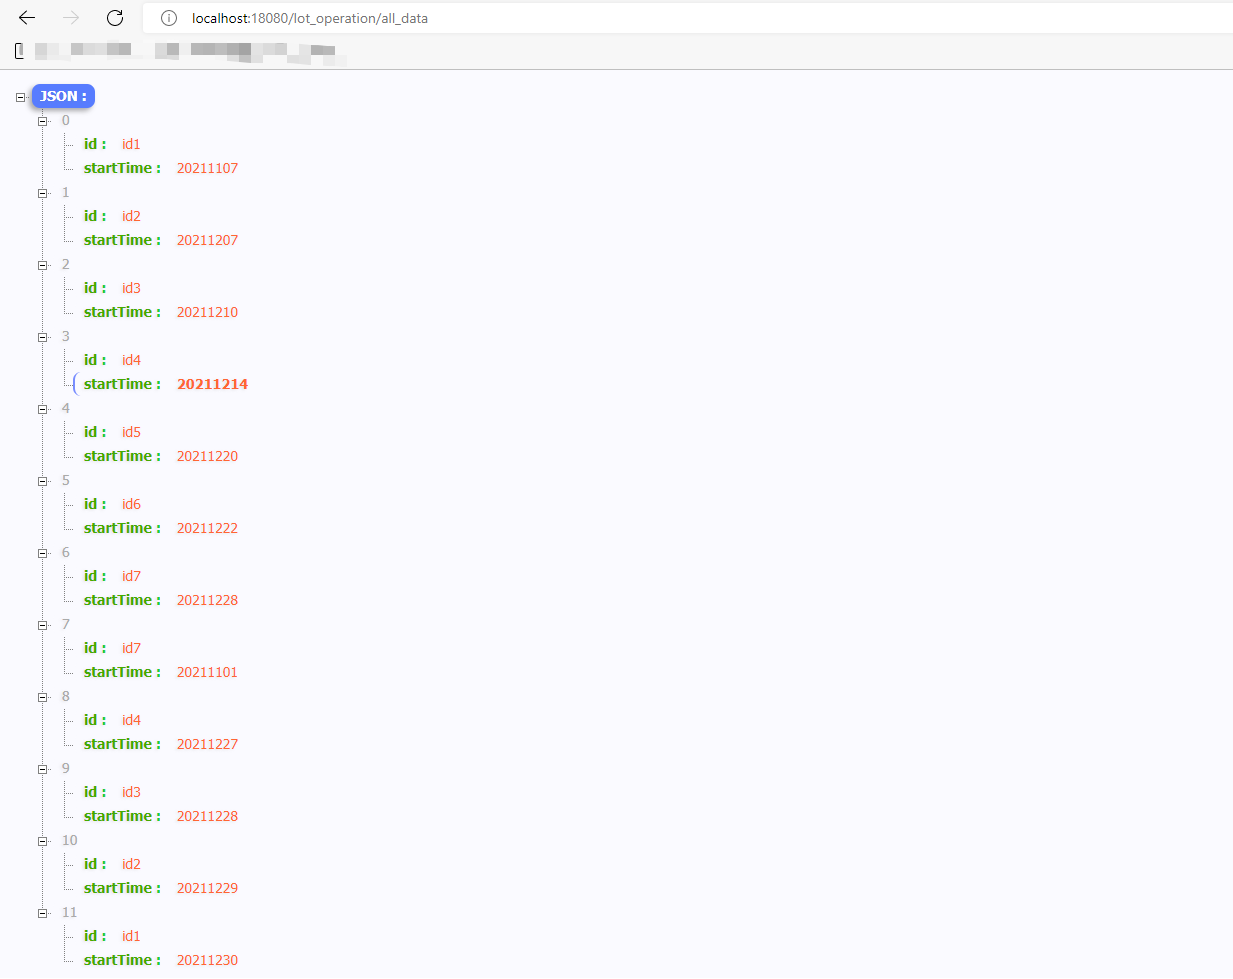 localhost:18080/lot_operation/all_data
JSON :
0
id : id1
startTime : 20211107
1
id : id2
startTime : 20211207
2
id : id3
startTime : 20211210
3
id : id4
startTime : 20211214
4
id : id5
startTime : 20211220
5
id : id6
startTime : 20211222
6
id : id7
startTime : 20211228
7
id : id7
startTime : 20211101
8
id : id4
startTime : 20211227
9
id : id3
startTime : 20211228
10
id : id2
startTime : 20211229
11
id : id1
startTime : 20211230